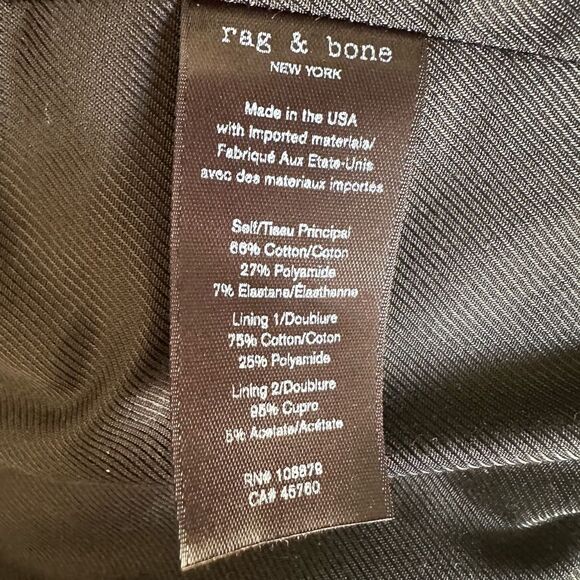 rag & bone
NEW YORK
Made in the USA
with Imported materials/
Fabriqué Aux Etats-Unis
avec des materiaux importés
Self/Tissu Principal
66% Cotton/Coton
27% Polyamide
7% Elastane/Élasthanne
Lining 1/Doublure
75% Cotton/Coton
25% Polyamide
Lining 2/Doublure
95% Cupro
5% Acetate/Acétate
RN# 108879
CA# 45760